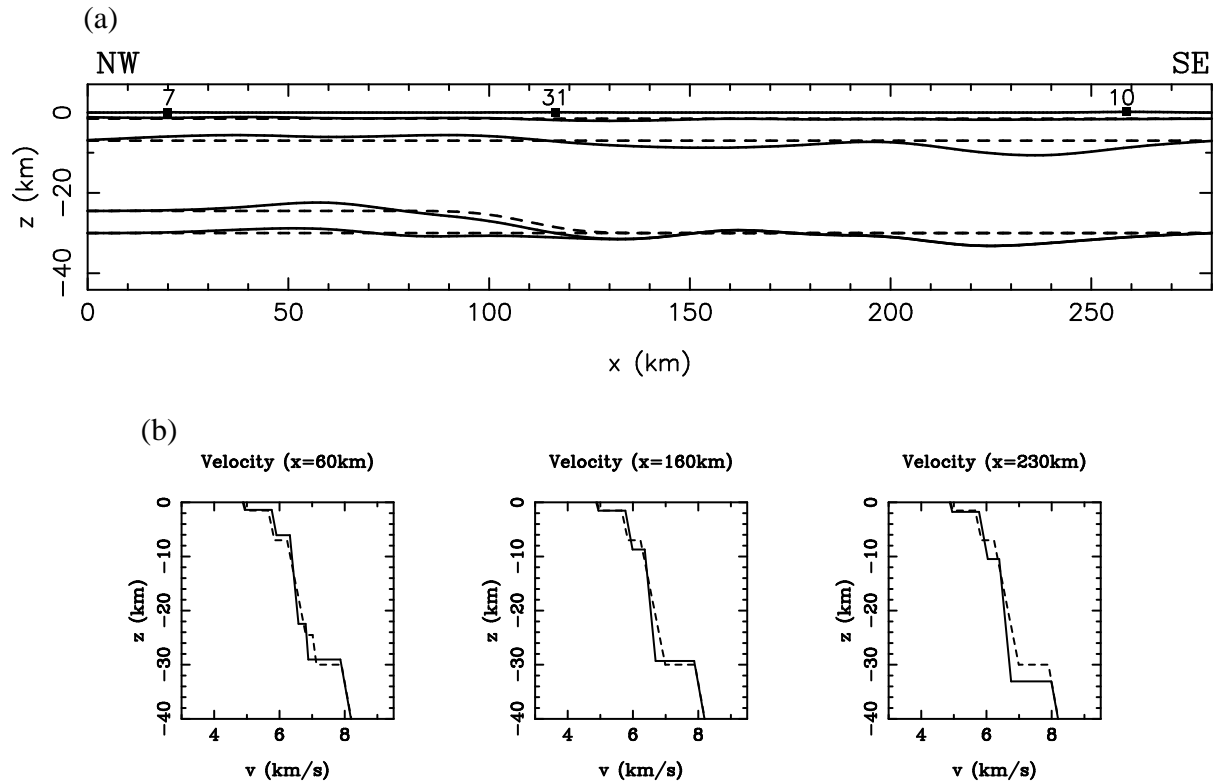 (a)
NW SE
7 31 10
0
−20
−40
z (km)
0 50 100 150 200 250
x (km)
(b)
Velocity (x=60km) Velocity (x=160km) Velocity (x=230km)
0 0 0
−10 −10 −10
−20 −20 −20
−30 −30 −30
−40 −40 −40
z (km) z (km) z (km)
4 6 8 4 6 8 4 6 8
v (km/s) v (km/s) v (km/s)